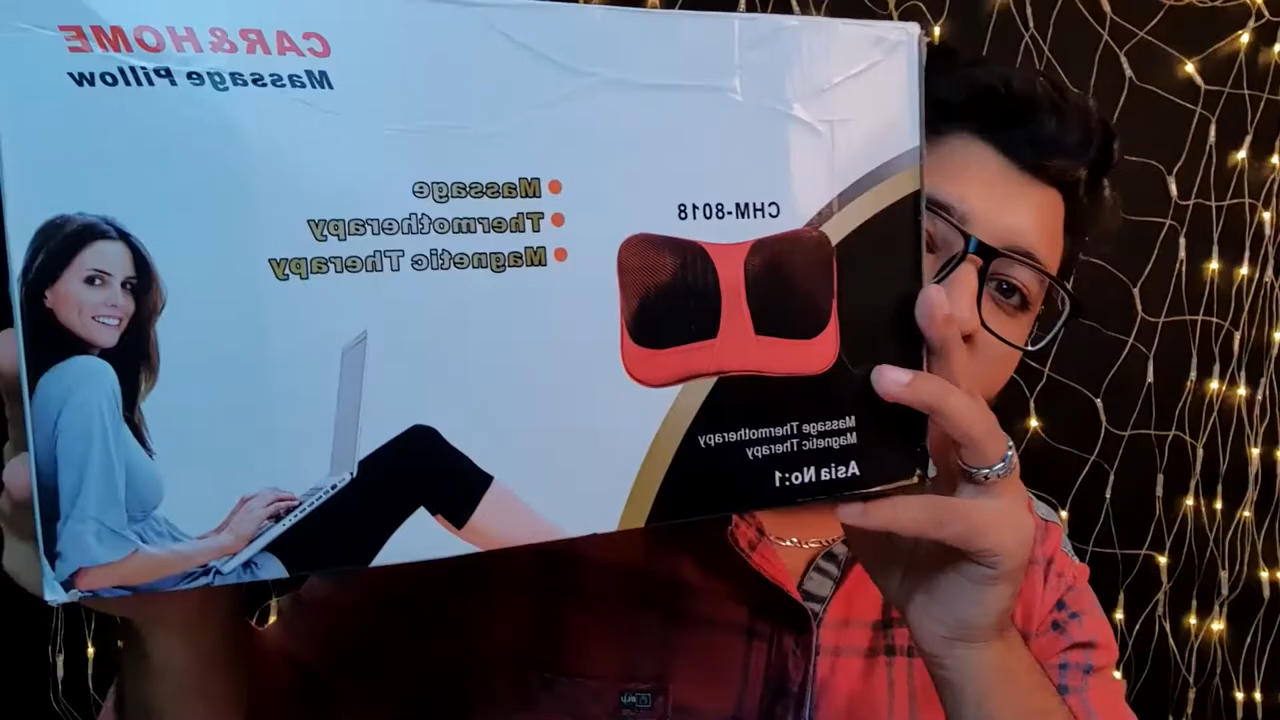 CAR&HOME
Massage Pillow
Massage
Thermotherapy
Magnetic Therapy
CHM-8018
Massage Thermotherapy
Magnetic Therapy
Asia No:1